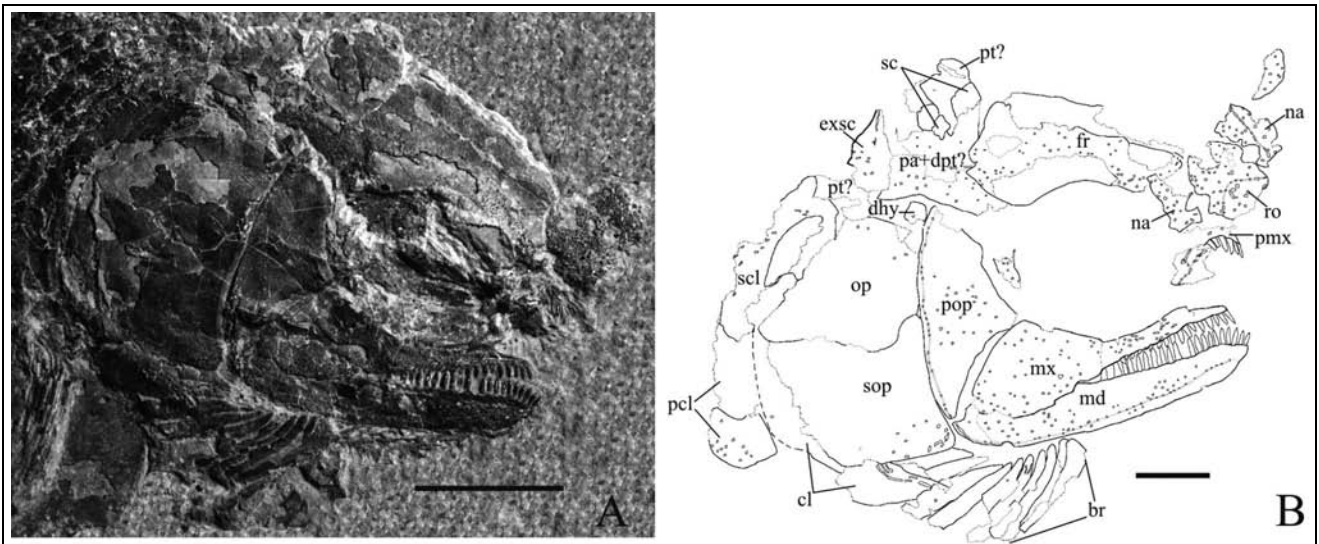 A
sc
pt?
exsc
pa+dpt?
fr
na
pt?
dhy
na
ro
pmx
scl
op
pop
mx
sop
md
pcl
cl
br
B